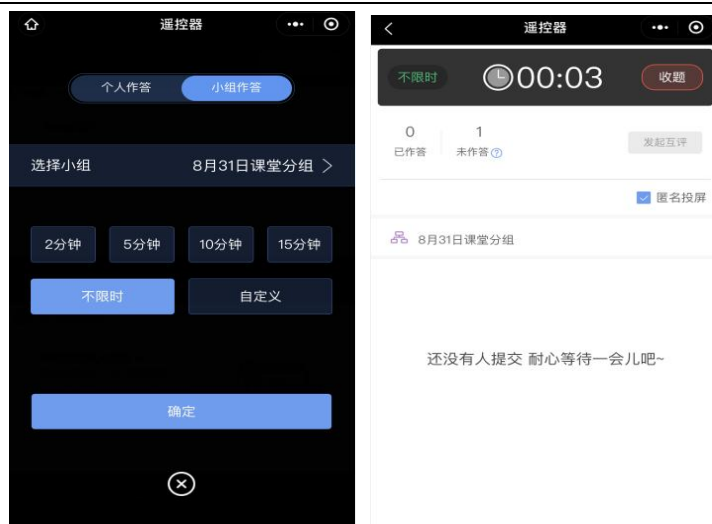 遥控器
个人作答 小组作答
选择小组 8月31日课堂分组
2分钟 5分钟 10分钟 15分钟
不限时 自定义
确定
遥控器
不限时 00:03 收题
0 1
已作答 未作答 发起互评
匿名投屏
8月31日课堂分组
还没有人提交 耐心等待一会儿吧~